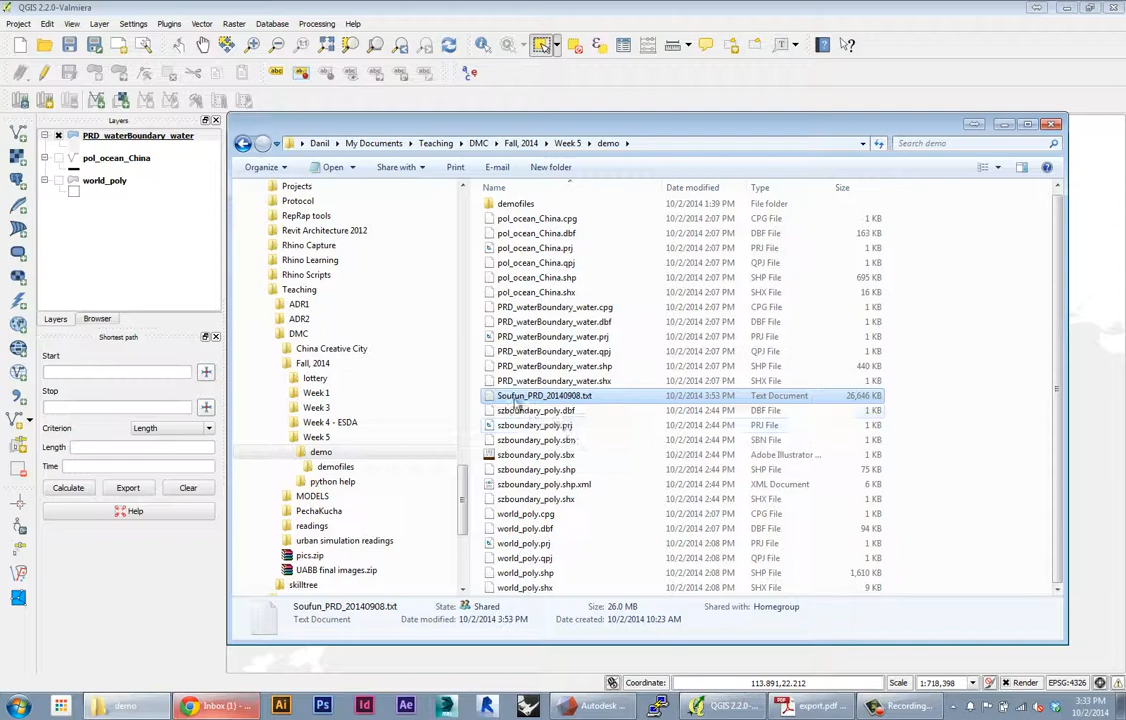 QGIS 2.2.0-Valmiera
Project Edit View Layer Settings Plugins Vector Raster Database Processing Help
Layers
PRD_waterBoundary_water
pol_ocean_China
world_poly
Layers Browser
Shortest path
Start
Stop
Criterion Length
Length
Time
Calculate Export Clear
Help
Danil My Documents Teaching DMC Fall, 2014 Week 5 demo
Search demo
Organize Open Share with Print E-mail New folder
Projects
Protocol
RepRap tools
Revit Architecture 2012
Rhino Capture
Rhino Learning
Rhino Scripts
Teaching
ADR1
ADR2
DMC
China Creative City
Fall, 2014
lottery
Week 1
Week 3
Week 4 - ESDA
Week 5
demo
demofiles
python help
MODELS
PechaKucha
readings
urban simulation readings
pics.zip
UABB final images.zip
skilltree
Name Date modified Type Size
demofiles 10/2/2014 1:39 PM File folder
pol_ocean_China.cpg 10/2/2014 2:07 PM CPG File 1 KB
pol_ocean_China.dbf 10/2/2014 2:07 PM DBF File 163 KB
pol_ocean_China.prj 10/2/2014 2:07 PM PRJ File 1 KB
pol_ocean_China.qpj 10/2/2014 2:07 PM QPJ File 1 KB
pol_ocean_China.shp 10/2/2014 2:07 PM SHP File 695 KB
pol_ocean_China.shx 10/2/2014 2:07 PM SHX File 16 KB
PRD_waterBoundary_water.cpg 10/2/2014 2:07 PM CPG File 1 KB
PRD_waterBoundary_water.dbf 10/2/2014 2:07 PM DBF File 1 KB
PRD_waterBoundary_water.prj 10/2/2014 2:07 PM PRJ File 1 KB
PRD_waterBoundary_water.qpj 10/2/2014 2:07 PM QPJ File 1 KB
PRD_waterBoundary_water.shp 10/2/2014 2:07 PM SHP File 440 KB
PRD_waterBoundary_water.shx 10/2/2014 2:07 PM SHX File 1 KB
Soufun_PRD_20140908.txt 10/2/2014 3:53 PM Text Document 26,646 KB
szboundary_poly.dbf 10/2/2014 2:44 PM DBF File 1 KB
szboundary_poly.prj 10/2/2014 2:44 PM PRJ File 1 KB
szboundary_poly.sbn 10/2/2014 2:44 PM SBN File 1 KB
szboundary_poly.sbx 10/2/2014 2:44 PM Adobe Illustrator ... 1 KB
szboundary_poly.shp 10/2/2014 2:44 PM SHP File 75 KB
szboundary_poly.shp.xml 10/2/2014 2:44 PM XML Document 6 KB
szboundary_poly.shx 10/2/2014 2:44 PM SHX File 1 KB
world_poly.cpg 10/2/2014 2:08 PM CPG File 1 KB
world_poly.dbf 10/2/2014 2:08 PM DBF File 94 KB
world_poly.prj 10/2/2014 2:08 PM PRJ File 1 KB
world_poly.qpj 10/2/2014 2:08 PM QPJ File 1 KB
world_poly.shp 10/2/2014 2:08 PM SHP File 1,610 KB
world_poly.shx 10/2/2014 2:08 PM SHX File 9 KB
Soufun_PRD_20140908.txt State: Shared Size: 26.0 MB Shared with: Homegroup
Text Document Date modified: 10/2/2014 3:53 PM Date created: 10/2/2014 10:23 AM
Coordinate: 113.891,22.212 Scale 1:718,398 Render EPSG:4326
demo Inbox (1) - ... Ai Ps Id Ae Autodesk ... QGIS 2.2.0-... export.pdf ... Recording... 3:33 PM
10/2/2014